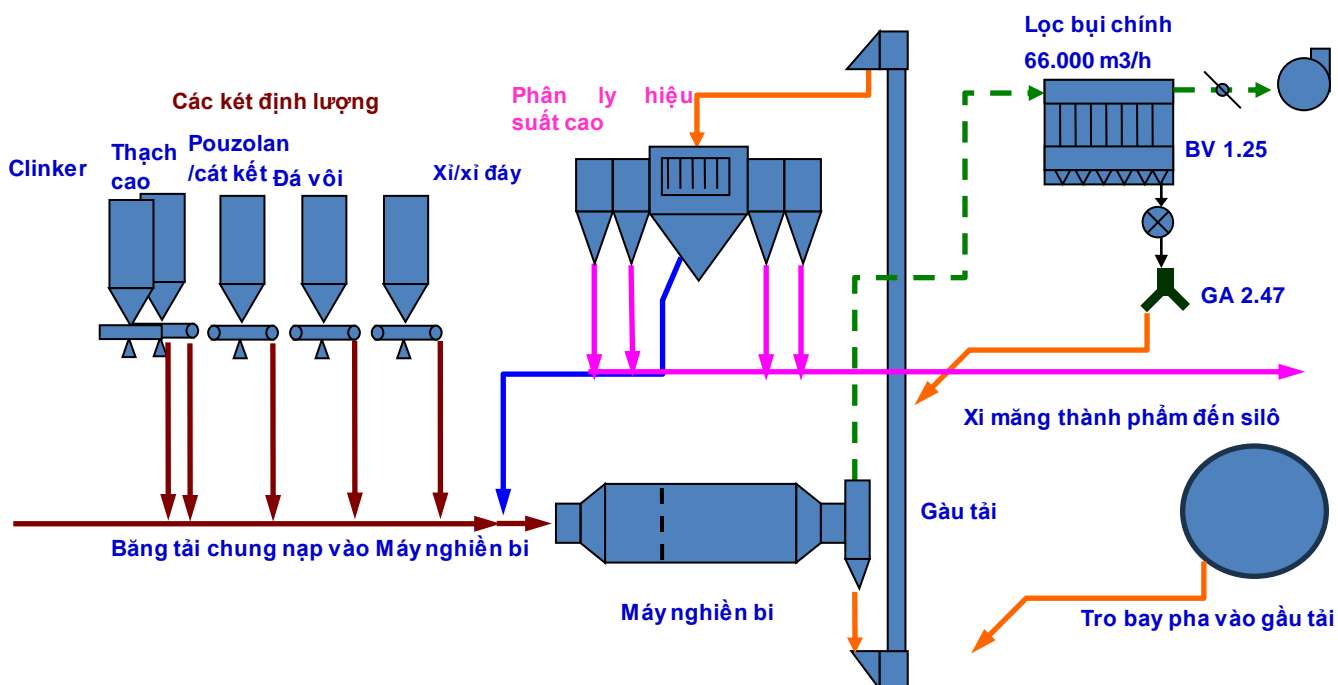 Lọc bụi chính
66.000 m3/h
Các két định lượng
Phân ly hiệu
suất cao
Clinker
Thạch
cao
Pouzolan
/cát kết
Đá vôi
Xỉ/xỉ đáy
BV 1.25
GA 2.47
Xi măng thành phẩm đến silô
Gàu tải
Băng tải chung nạp vào Máy nghiền bi
Máy nghiền bi
Tro bay pha vào gầu tải